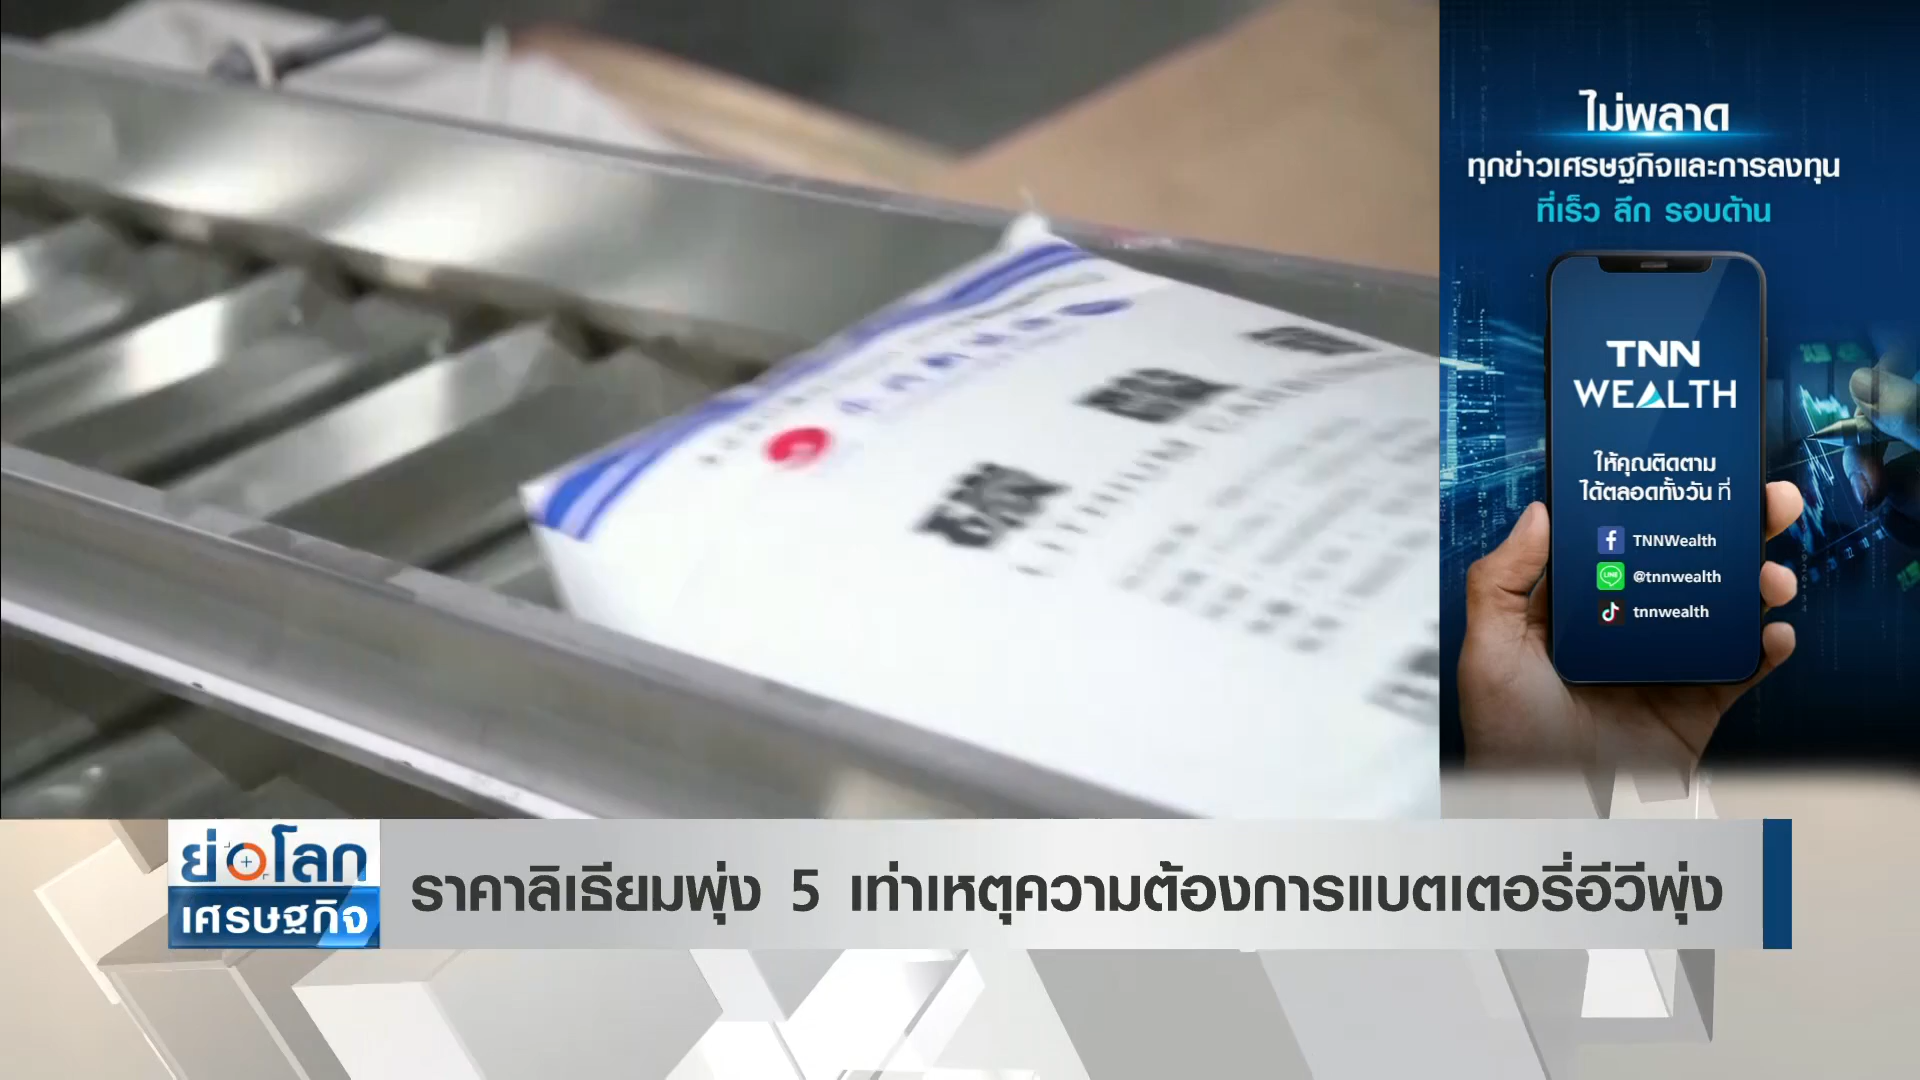 ไม่พลาด
ทุกข่าวเศรษฐกิจและการลงทุน
ที่เร็ว ลึก รอบด้าน
TNN
WEALTH
ให้คุณติดตาม
ได้ตลอดทั้งวัน ที่
TNNWealth
@tnnwealth
tnnwealth
LITHIUM CARB
ย่อโลก
เศรษฐกิจ
ราคาลิเธียมพุ่ง 5 เท่าเหตุความต้องการแบตเตอรี่อีวีพุ่ง